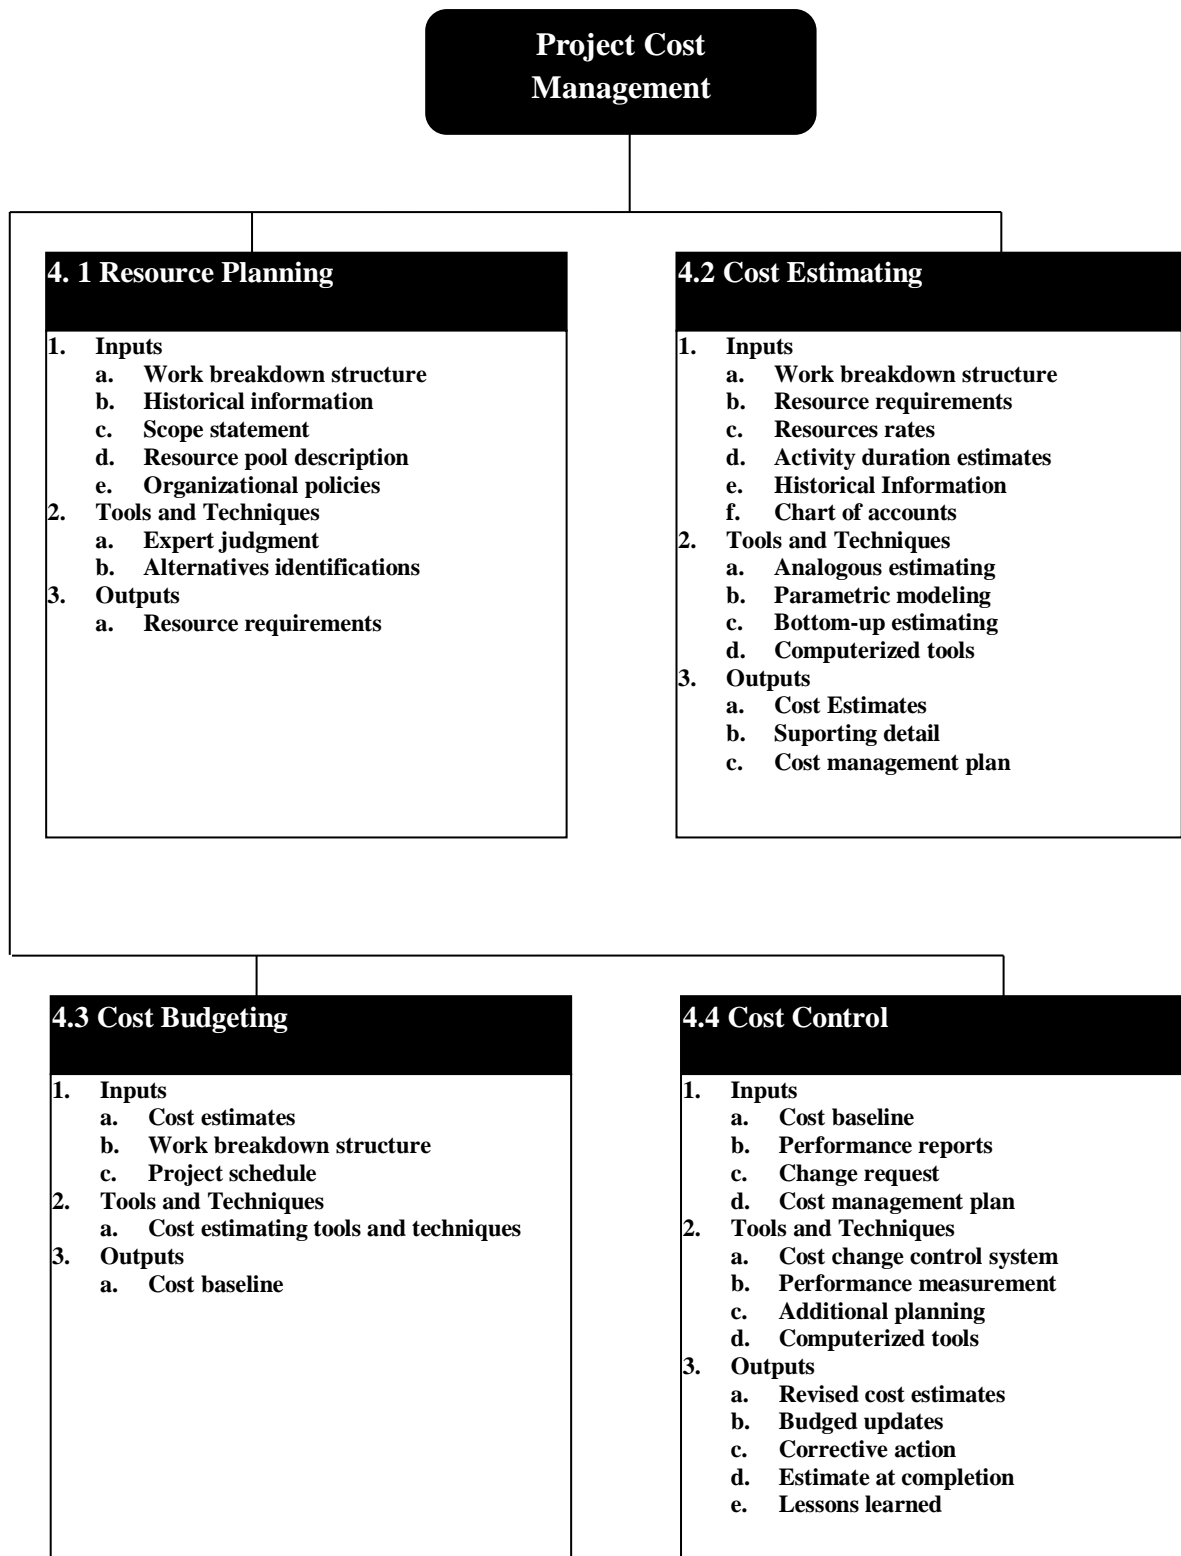 Project Cost
Management
4. 1 Resource Planning
1. Inputs
a. Work breakdown structure
b. Historical information
c. Scope statement
d. Resource pool description
e. Organizational policies
2. Tools and Techniques
a. Expert judgment
b. Alternatives identifications
3. Outputs
a. Resource requirements
4.2 Cost Estimating
1. Inputs
a. Work breakdown structure
b. Resource requirements
c. Resources rates
d. Activity duration estimates
e. Historical Information
f. Chart of accounts
2. Tools and Techniques
a. Analogous estimating
b. Parametric modeling
c. Bottom-up estimating
d. Computerized tools
3. Outputs
a. Cost Estimates
b. Suporting detail
c. Cost management plan
4.3 Cost Budgeting
1. Inputs
a. Cost estimates
b. Work breakdown structure
c. Project schedule
2. Tools and Techniques
a. Cost estimating tools and techniques
3. Outputs
a. Cost baseline
4.4 Cost Control
1. Inputs
a. Cost baseline
b. Performance reports
c. Change request
d. Cost management plan
2. Tools and Techniques
a. Cost change control system
b. Performance measurement
c. Additional planning
d. Computerized tools
3. Outputs
a. Revised cost estimates
b. Budged updates
c. Corrective action
d. Estimate at completion
e. Lessons learned